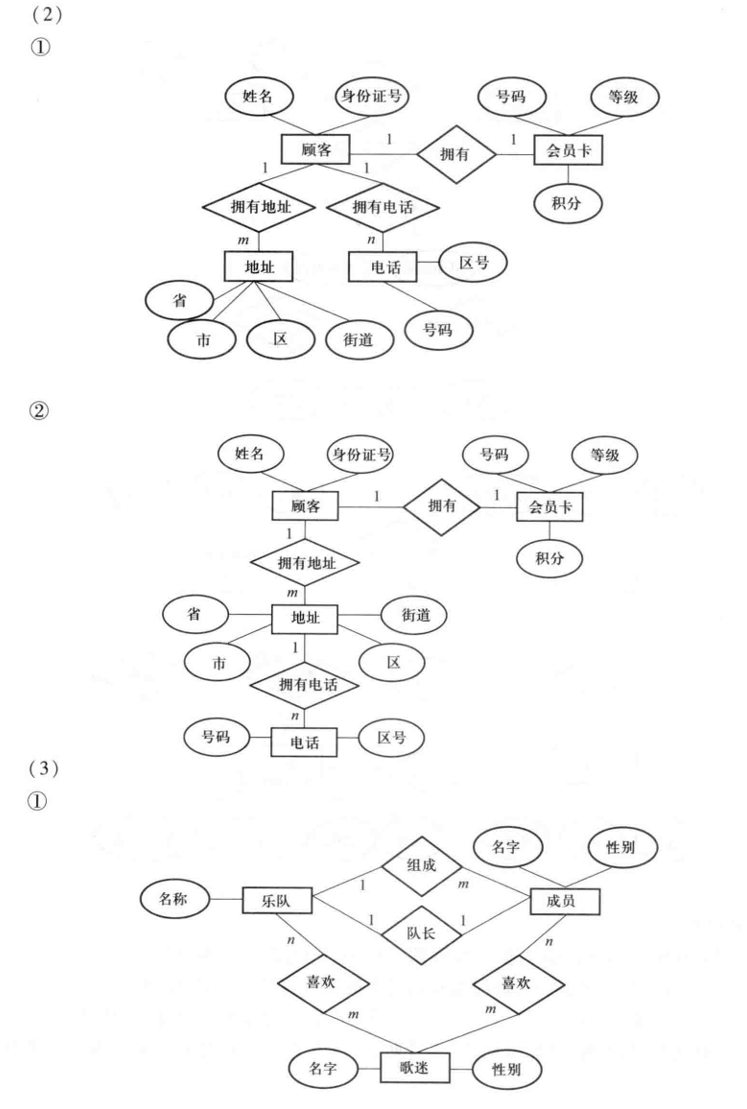 （2）
①
姓名 身份证号 号码 等级
顾客 1 拥有 1 会员卡
1 1
拥有地址 拥有电话 积分
m n
地址 电话 区号
省
市 区 街道 号码
②
姓名 身份证号 号码 等级
顾客 1 拥有 1 会员卡
1
拥有地址 积分
m
省 地址 街道
市 1 区
拥有电话
n
号码 电话 区号
（3）
①
组成 名字 性别
1 m
名称 乐队 成员
1 队长 1
n n
喜欢 喜欢
m m
名字 歌迷 性别